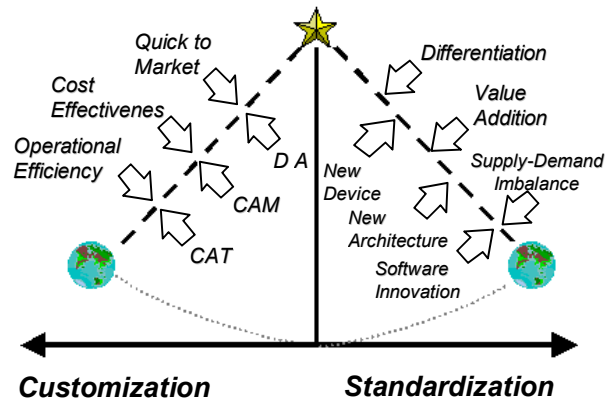 Quick to
Market
Cost
Effectivenes
Operational
Efficiency
D A
CAM
CAT
Differentiation
Value
Addition
Supply-Demand
Imbalance
New
Device
New
Architecture
Software
Innovation
Customization
Standardization